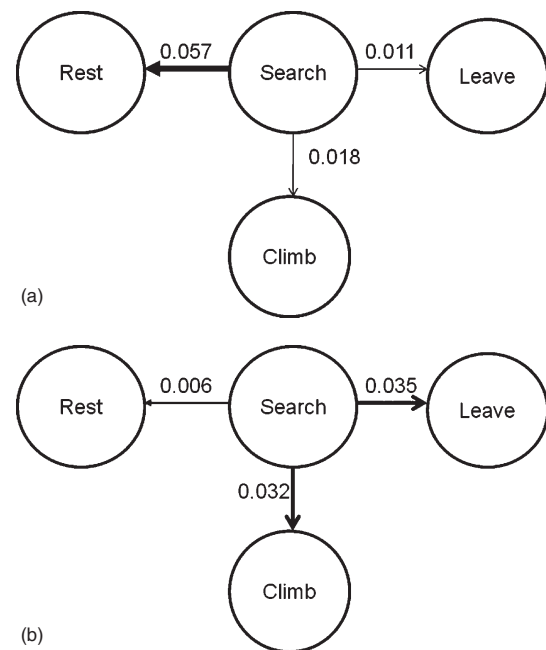 0.057
0.011
Rest
Search
Leave
0.018
Climb
(a)
0.006
0.035
Rest
Search
Leave
0.032
Climb
(b)